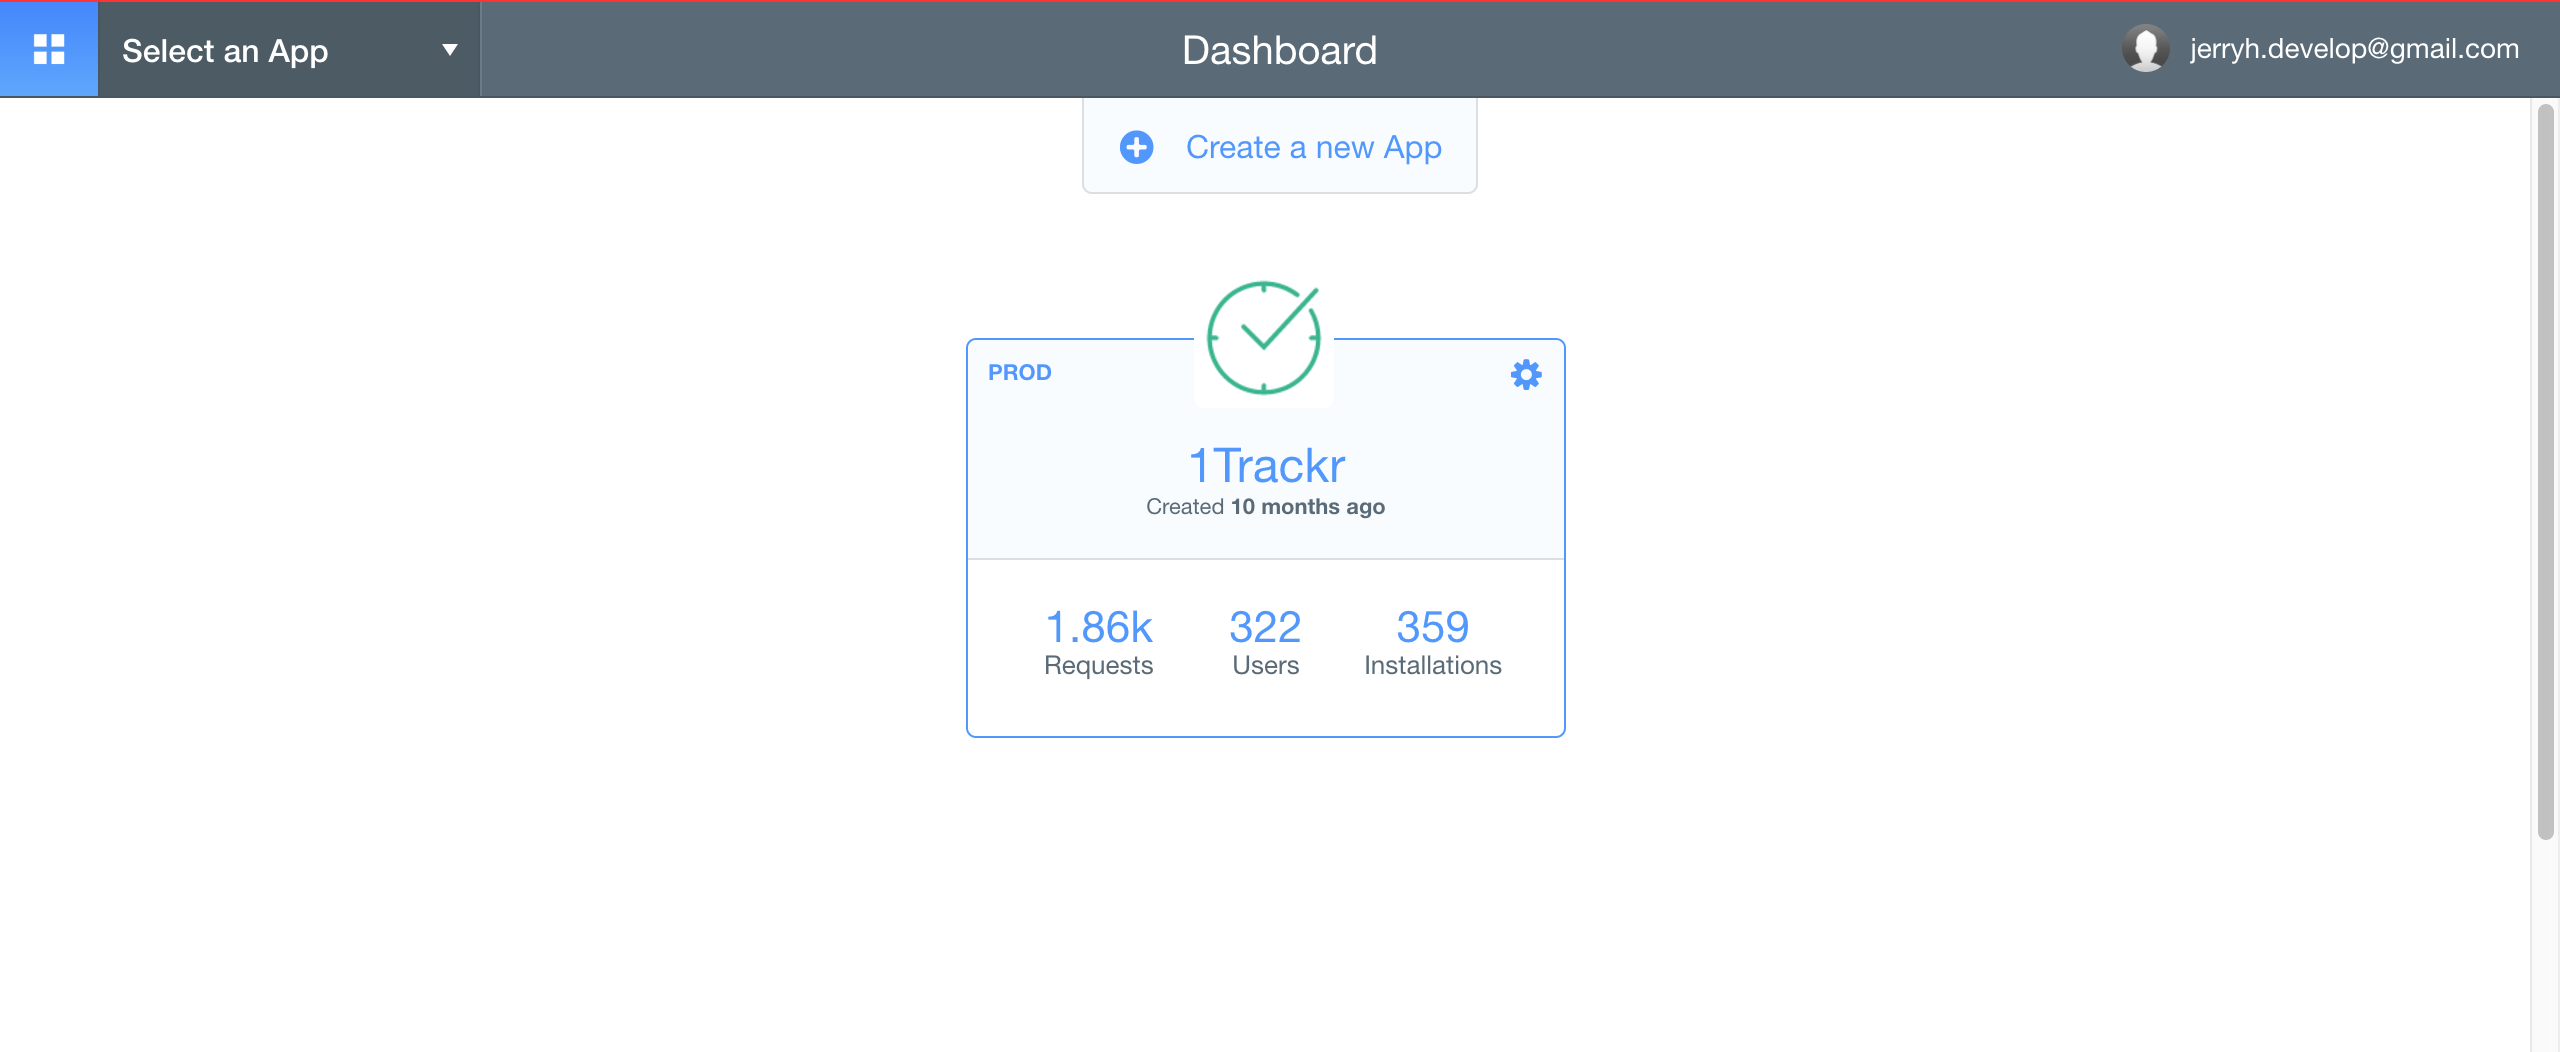 Select an App
Dashboard
jerryh.develop@gmail.com
Create a new App
PROD
1Trackr
Created 10 months ago
1.86k 322 359
Requests Users Installations